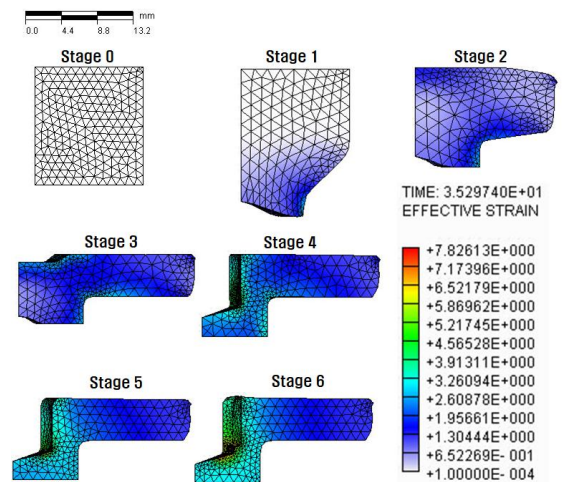 mm
0.0 4.4 8.8 13.2
Stage 0
Stage 1
Stage 2
TIME: 3.529740E+01
EFFECTIVE STRAIN
Stage 3
Stage 4
+7.82613E+000
+7.17396E+000
+6.52179E+000
+5.86962E+000
+5.21745E+000
+4.56528E+000
+3.91311E+000
+3.26094E+000
+2.60878E+000
+1.95661E+000
+1.30444E+000
+6.52269E- 001
+1.00000E- 004
Stage 5
Stage 6